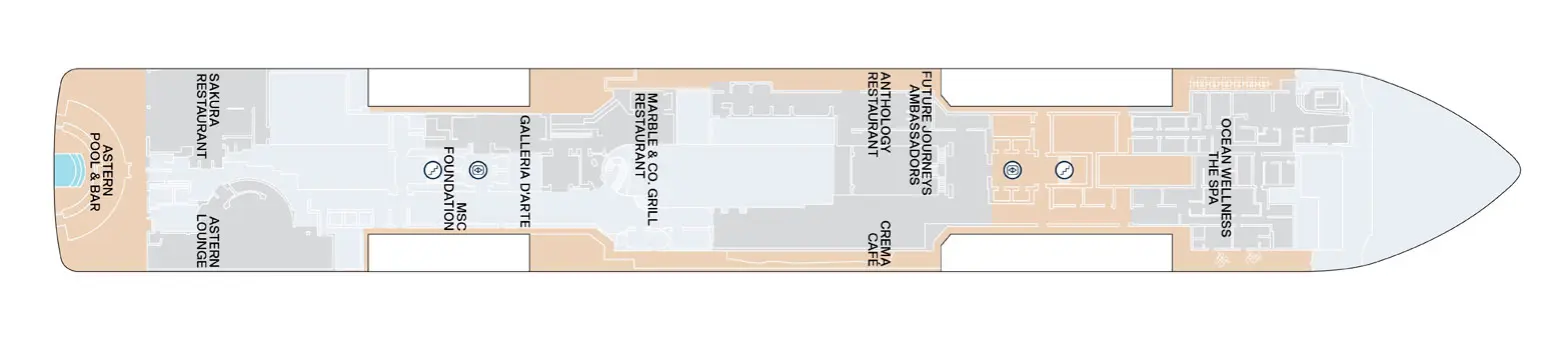 SAKURA
RESTAURANT
ASTERN
POOL & BAR
ASTERN
LOUNGE
MSC
FOUNDATION
GALLERIA D'ARTE
MARBLE & CO. GRILL
RESTAURANT
ANTHOLOGY
RESTAURANT
FUTURE JOURNEYS
AMBASSADORS
CREMA
CAFÉ
OCEAN WELLNESS
THE SPA